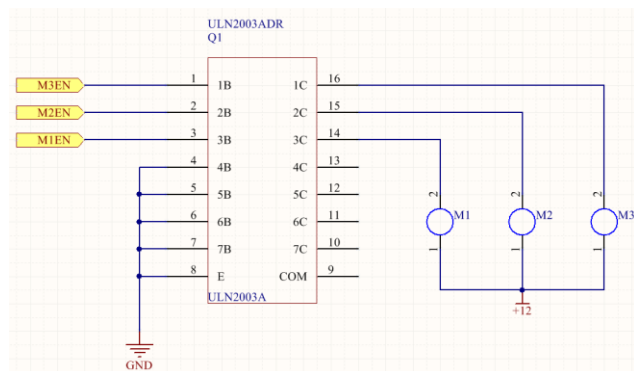 ULN2003ADR
Q1
M3EN 1 1B 1C 16
M2EN 2 2B 2C 15
M1EN 3 3B 3C 14
4 4B 4C 13
5 5B 5C 12
6 6B 6C 11
7 7B 7C 10
8 E COM 9
ULN2003A
2 2 2
M1 M2 M3
1 1 1
+12
GND